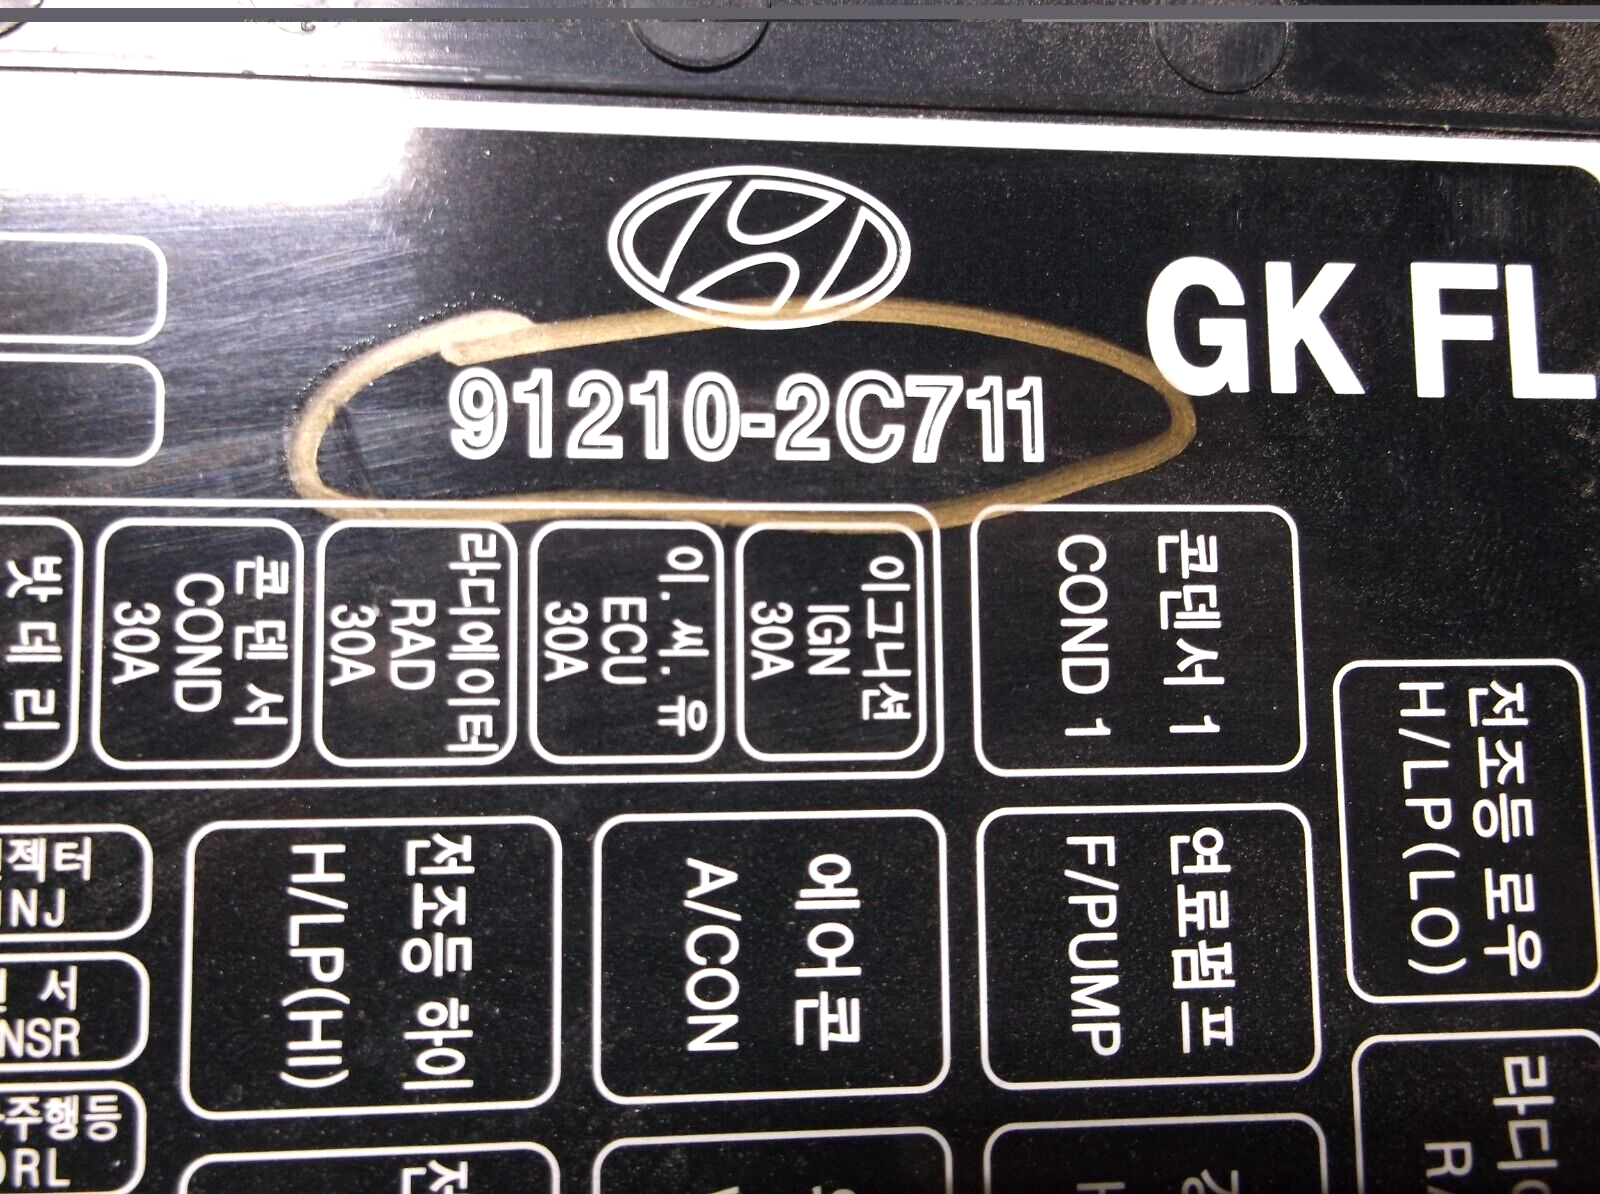 GK FL
91210-2C711
밧데리
콘덴서
COND
30A
라디에이터
RAD
30A
이.씨.유
ECU
30A
이그니션
IGN
30A
콘덴서 1
COND 1
전조등 로우
H/LP(LO)
젝터
INJ
전조등 하이
H/LP(HI)
에어콘
A/CON
연료펌프
F/PUMP
서
NSR
주행등
DRL
라디